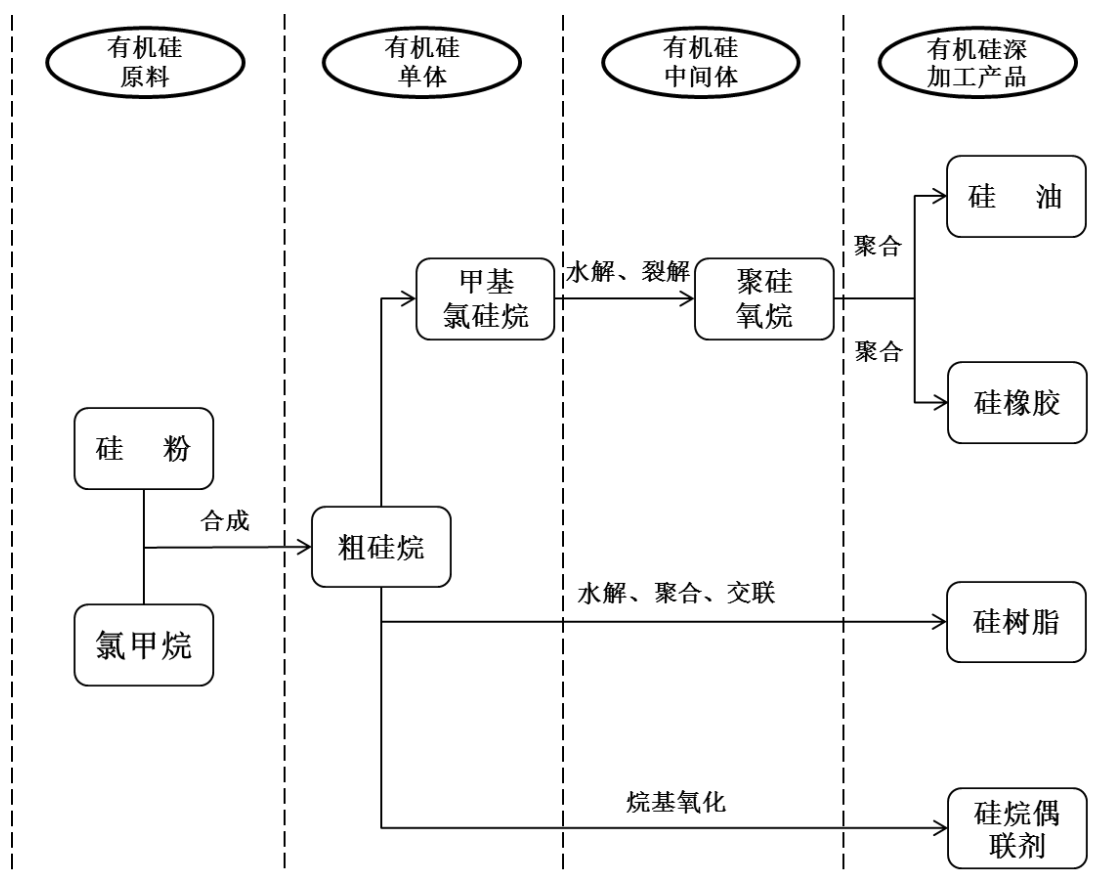 有机硅
原料
有机硅
单体
有机硅
中间体
有机硅深
加工产品
硅 油
聚合
甲基
氯硅烷
水解、裂解
聚硅
氧烷
聚合
硅橡胶
硅 粉
合成
粗硅烷
氯甲烷
水解、聚合、交联
硅树脂
烷基氧化
硅烷偶
联剂